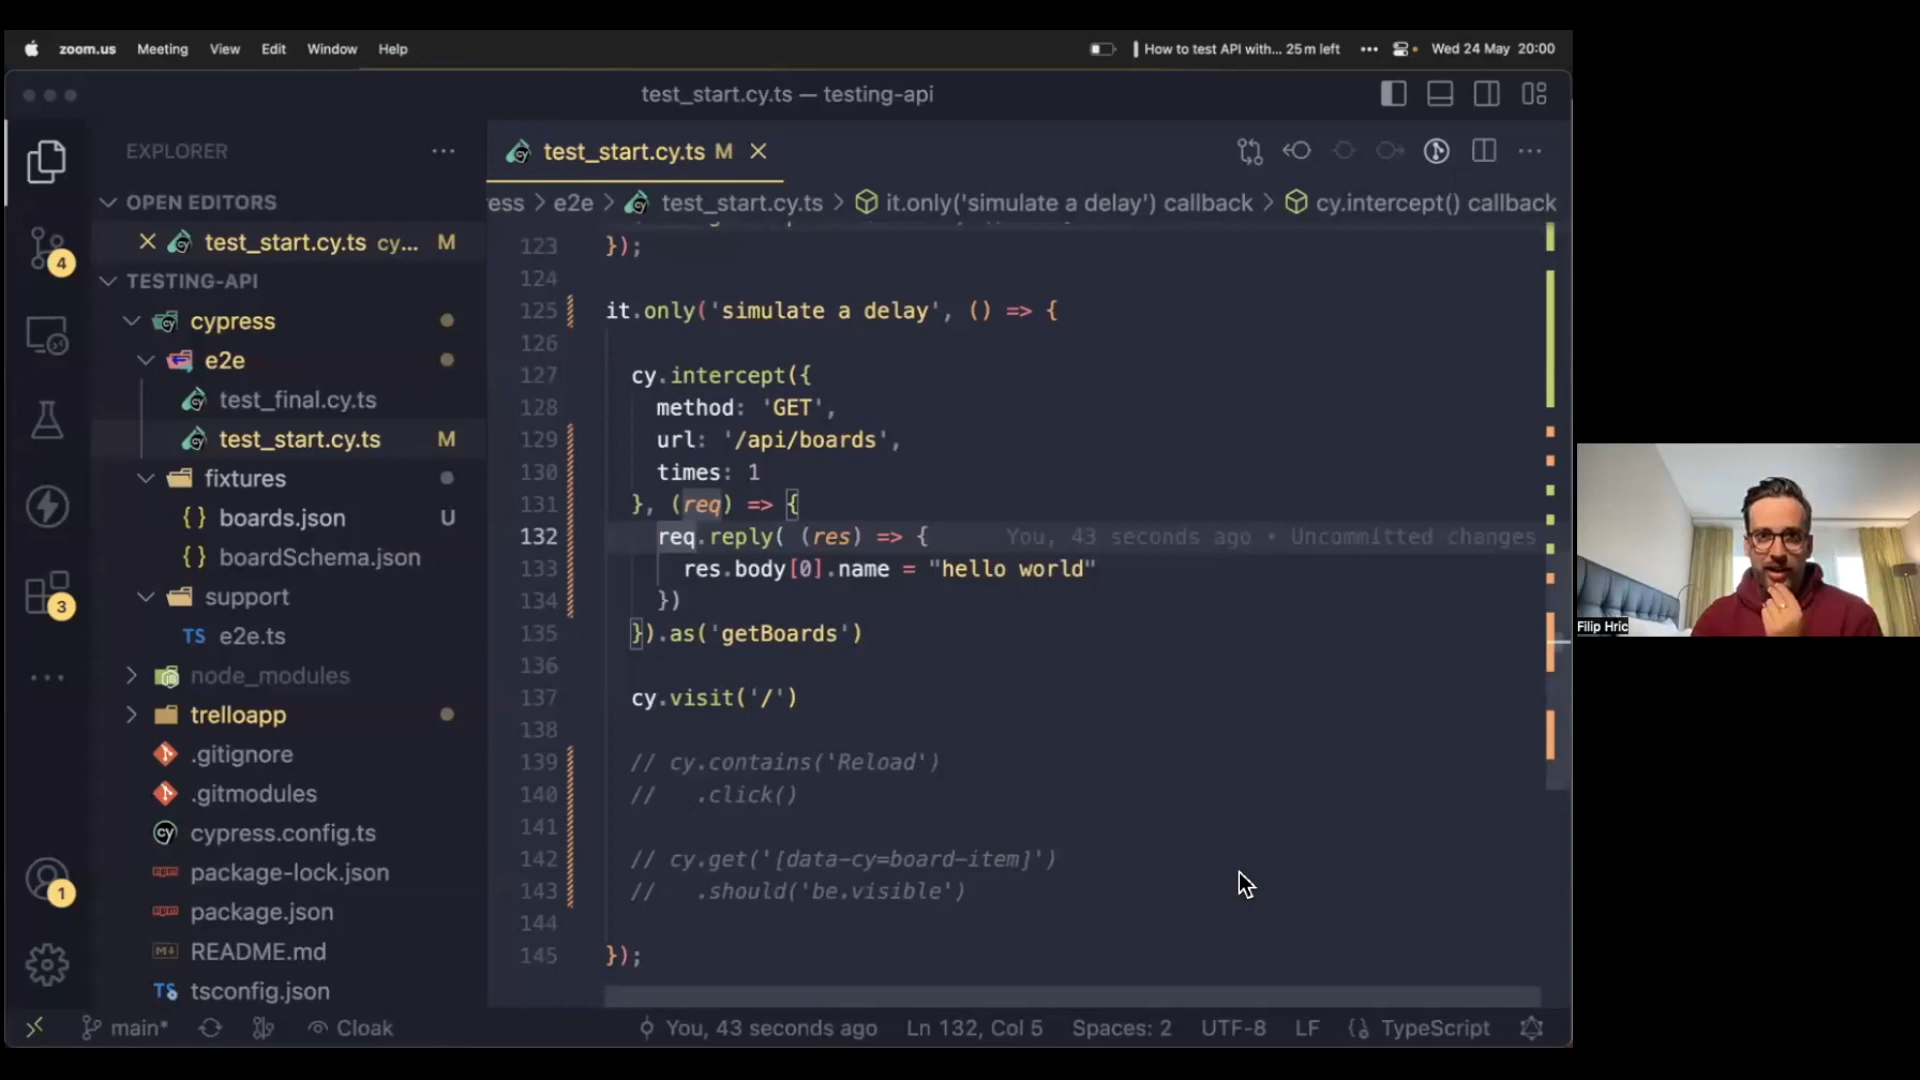 zoom.us Meeting View Edit Window Help
How to test API with... 25 m left ••• Wed 24 May 20:00
test_start.cy.ts — testing-api
EXPLORER
OPEN EDITORS
test_start.cy.ts cy... M
TESTING-API
cypress
e2e
test_final.cy.ts
test_start.cy.ts M
fixtures
{ } boards.json U
{ } boardSchema.json
support
TS e2e.ts
node_modules
trelloapp
.gitignore
.gitmodules
cy cypress.config.ts
package-lock.json
package.json
README.md
TS tsconfig.json
4
3
1
test_start.cy.ts M
ess > e2e > test_start.cy.ts > it.only('simulate a delay') callback > cy.intercept() callback
123 });
124
125 it.only('simulate a delay', () => {
126
127 cy.intercept({
128 method: 'GET',
129 url: '/api/boards',
130 times: 1
131 }, (req) => {
132 req.reply( (res) => { You, 43 seconds ago • Uncommitted changes
133 res.body[0].name = "hello world"
134 })
135 }).as('getBoards')
136
137 cy.visit('/')
138
139 // cy.contains('Reload')
140 // .click()
141
142 // cy.get('[data-cy=board-item]')
143 // .should('be.visible')
144
145 });
main* Cloak You, 43 seconds ago Ln 132, Col 5 Spaces: 2 UTF-8 LF TypeScript
Filip Hric